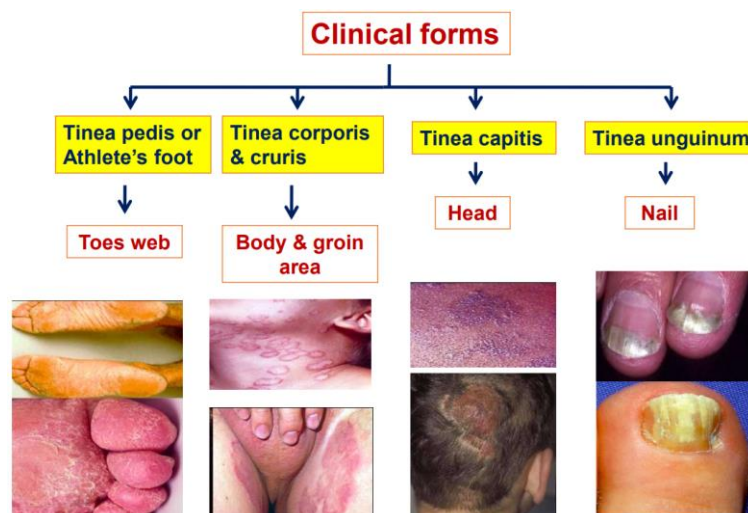 Clinical forms
Tinea pedis or
Athlete's foot
Tinea corporis
& cruris
Tinea capitis
Tinea unguinum
Toes web
Body & groin
area
Head
Nail